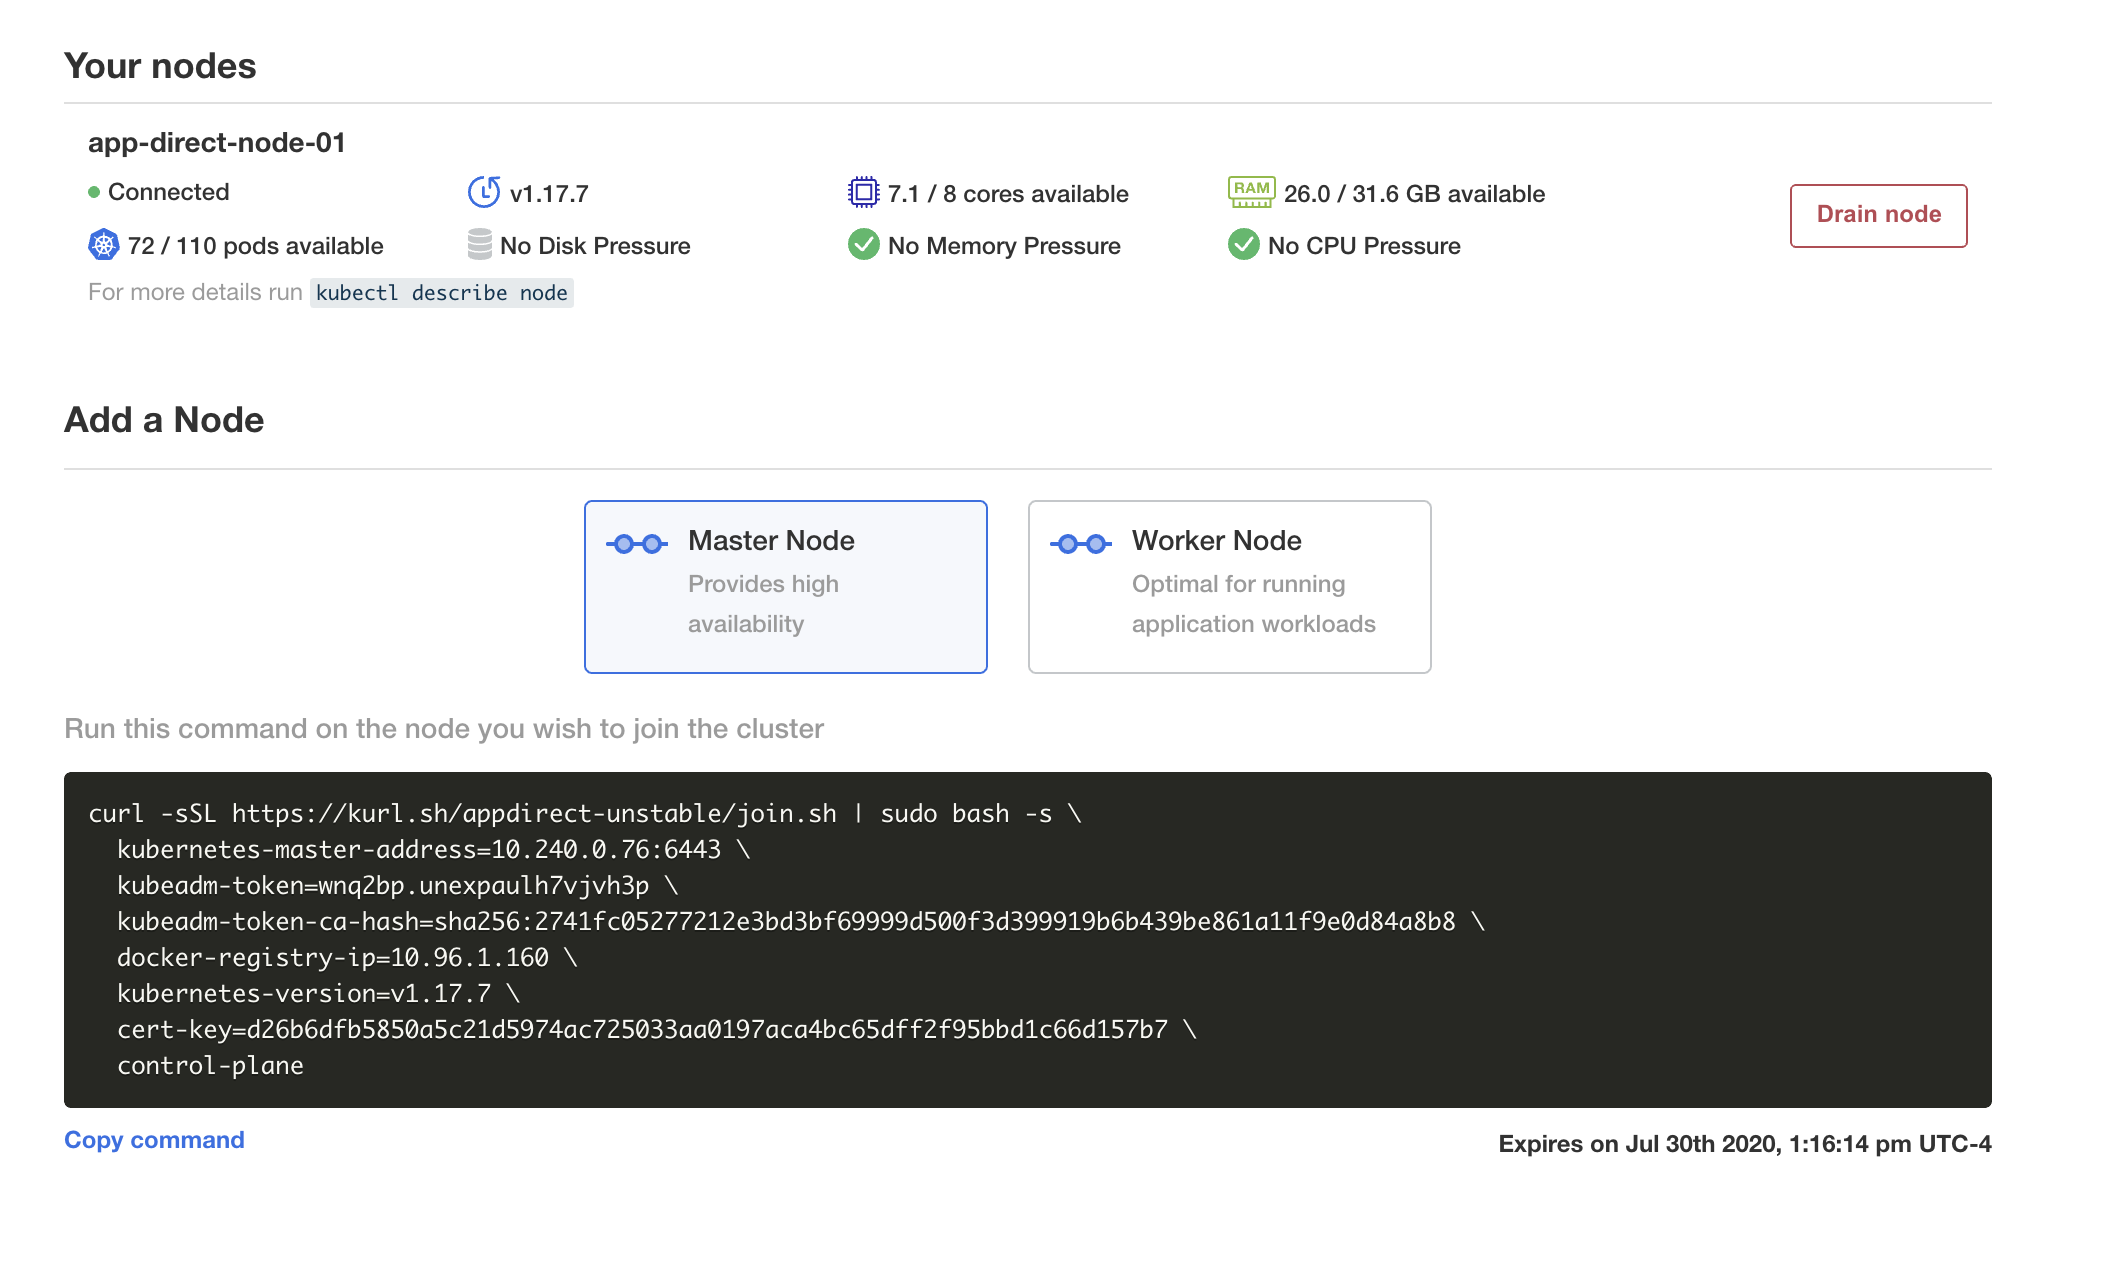 Your nodes
app-direct-node-01
Connected
v1.17.7
7.1 / 8 cores available
RAM 26.0 / 31.6 GB available
Drain node
72 / 110 pods available
No Disk Pressure
No Memory Pressure
No CPU Pressure
For more details run kubectl describe node
Add a Node
Master Node
Provides high
availability
Worker Node
Optimal for running
application workloads
Run this command on the node you wish to join the cluster
curl -sSL https://kurl.sh/appdirect-unstable/join.sh | sudo bash -s \
kubernetes-master-address=10.240.0.76:6443 \
kubeadm-token=wnq2bp.unexpaulh7vjvh3p \
kubeadm-token-ca-hash=sha256:2741fc05277212e3bd3bf69999d500f3d399919b6b439be861a11f9e0d84a8b8 \
docker-registry-ip=10.96.1.160 \
kubernetes-version=v1.17.7 \
cert-key=d26b6dfb5850a5c21d5974ac725033aa0197aca4bc65dff2f95bbd1c66d157b7 \
control-plane
Copy command
Expires on Jul 30th 2020, 1:16:14 pm UTC-4